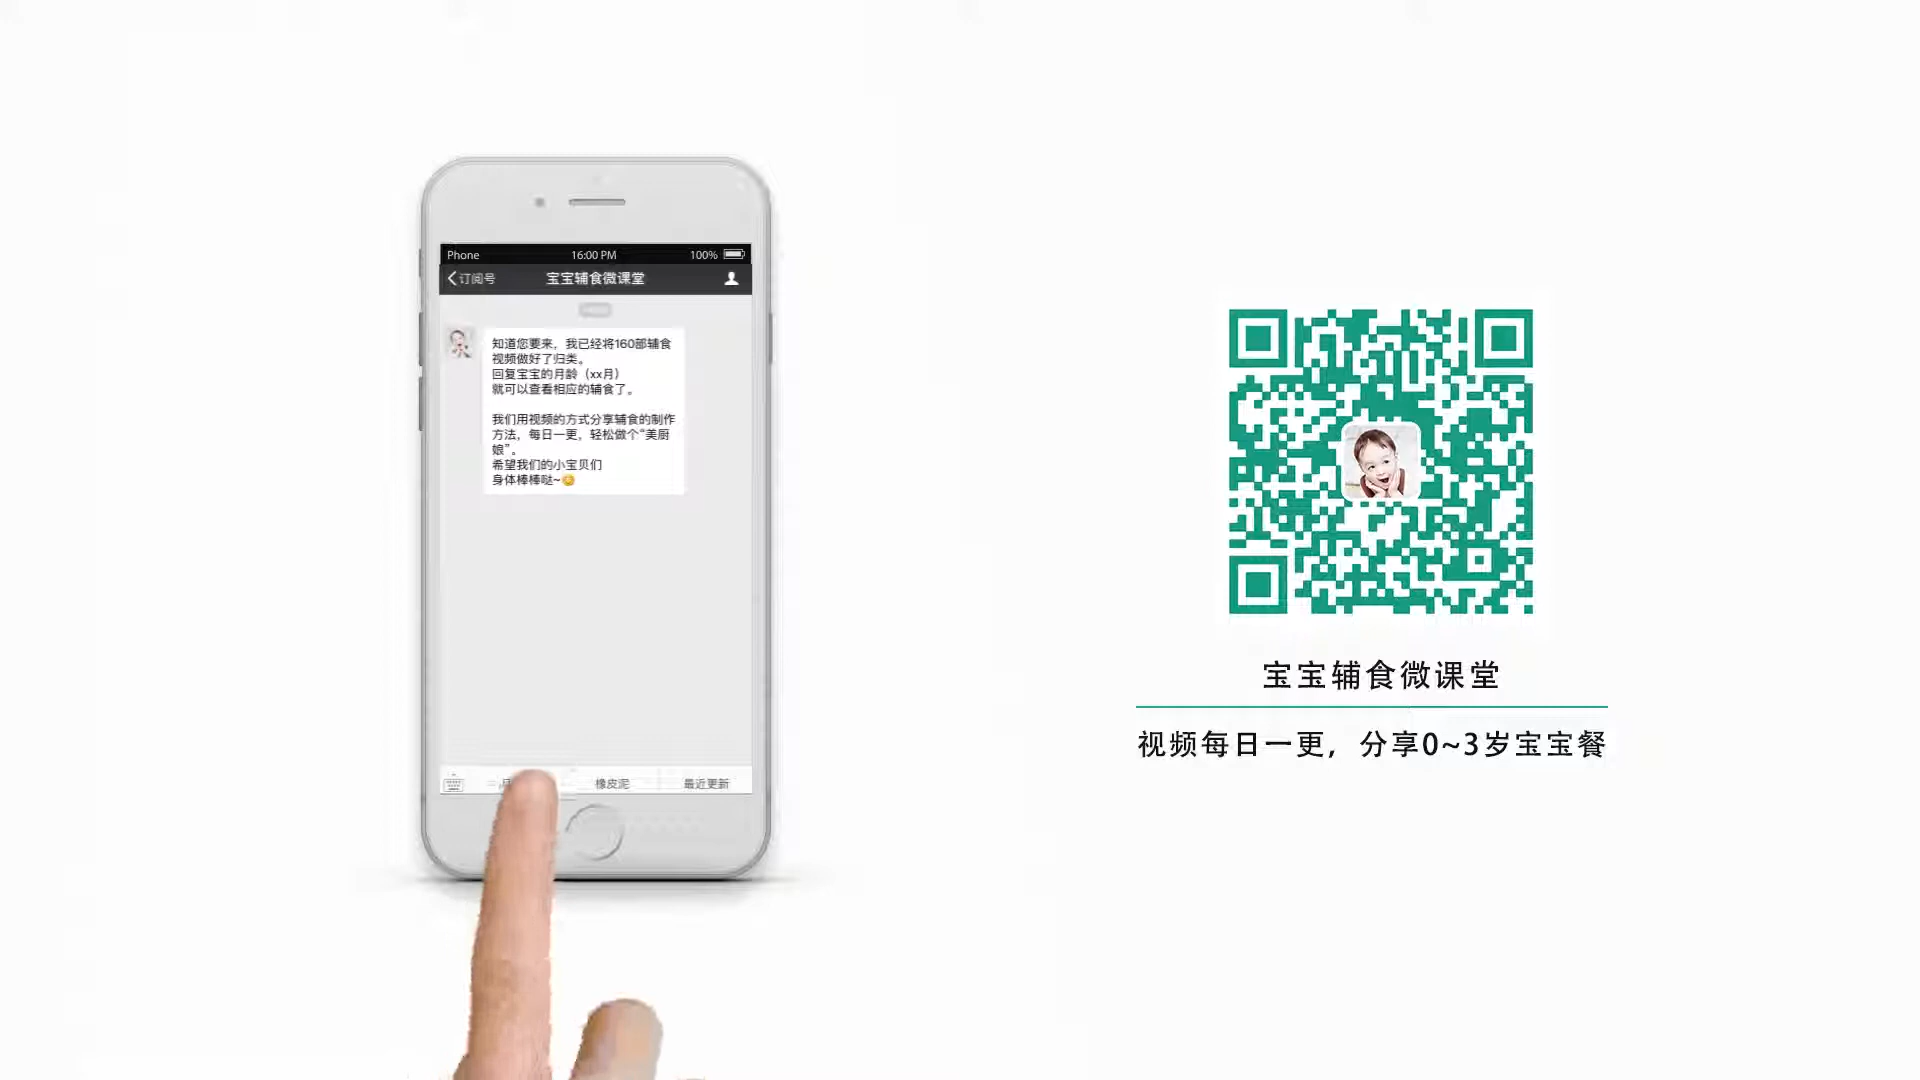 Phone
16:00 PM
100%
订阅号
宝宝辅食微课堂
知道您要来，我已经将160部辅食
视频做好了归类。
回复宝宝的月龄（xx月）
就可以查看相应的辅食了。
我们用视频的方式分享辅食的制作
方法，每日一更，轻松做个“美厨
娘”。
希望我们的小宝贝们
身体棒棒哒~
橡皮泥
最近更新
宝宝辅食微课堂
视频每日一更，分享0~3岁宝宝餐